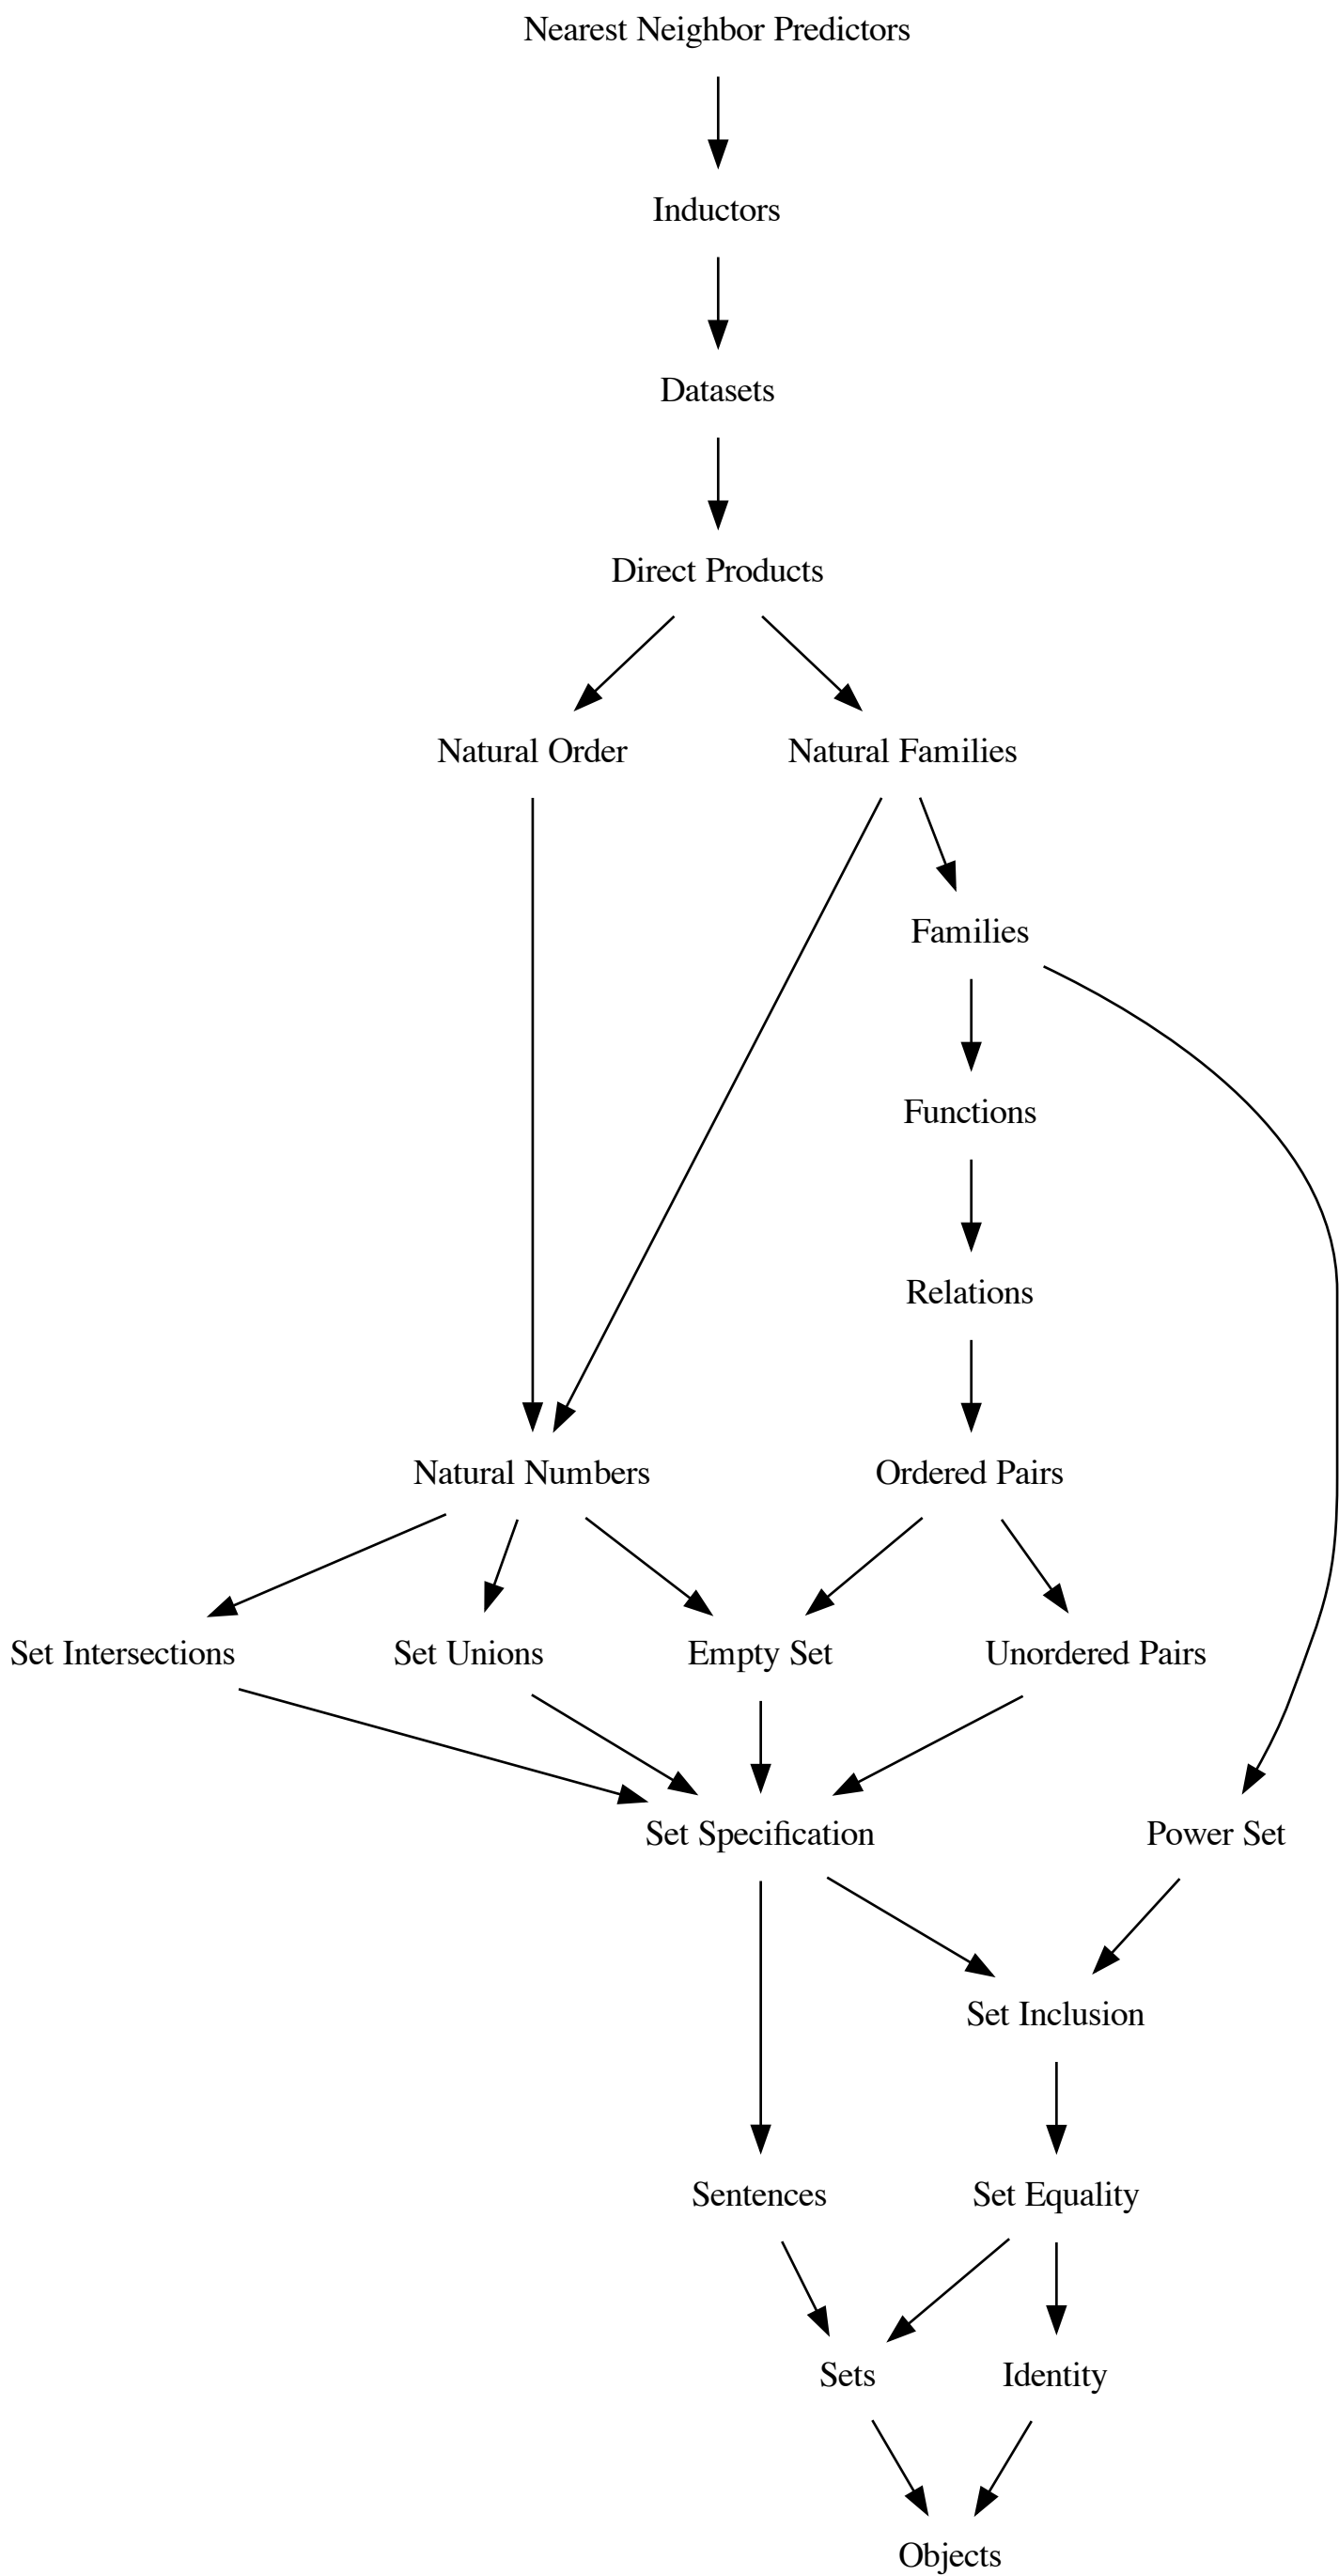 Nearest Neighbor Predictors
Inductors
Datasets
Direct Products
Natural Order
Natural Families
Families
Functions
Relations
Natural Numbers
Ordered Pairs
Set Intersections
Set Unions
Empty Set
Unordered Pairs
Set Specification
Power Set
Set Inclusion
Sentences
Set Equality
Sets
Identity
Objects